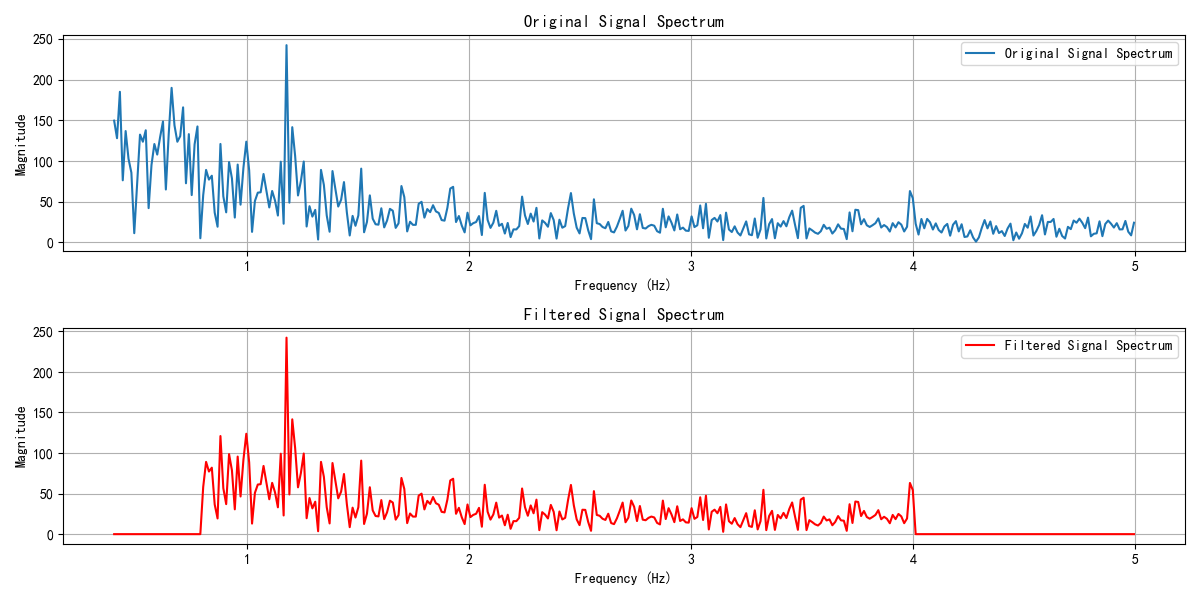 Original Signal Spectrum
250
200
150
100
50
0
Magnitude
Original Signal Spectrum
1
2
3
4
5
Frequency (Hz)
Filtered Signal Spectrum
250
200
150
100
50
0
Magnitude
Filtered Signal Spectrum
1
2
3
4
5
Frequency (Hz)